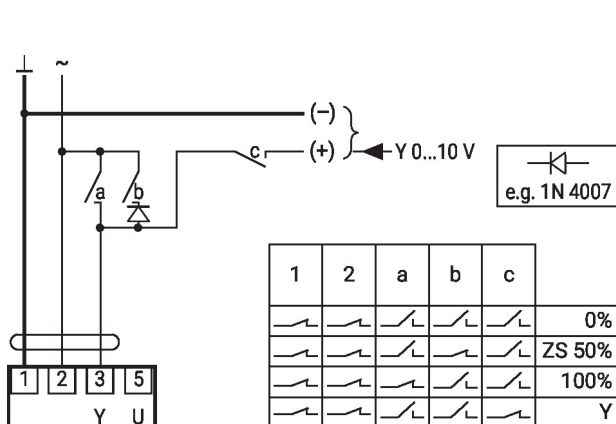 ⊥ ~
(–)
(+) Y 0...10 V
c
a b
e.g. 1N 4007
1 2 a b c
0%
ZS 50%
100%
Y
1 2 3 5
Y U